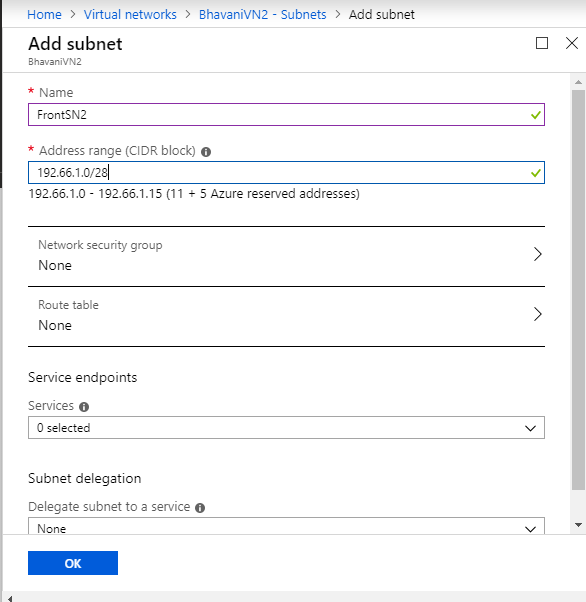 Home > Virtual networks > BhavaniVN2 - Subnets > Add subnet
Add subnet
BhavaniVN2
* Name
FrontSN2
* Address range (CIDR block)
192.66.1.0/28
192.66.1.0 - 192.66.1.15 (11 + 5 Azure reserved addresses)
Network security group
None
Route table
None
Service endpoints
Services
0 selected
Subnet delegation
Delegate subnet to a service
None
OK